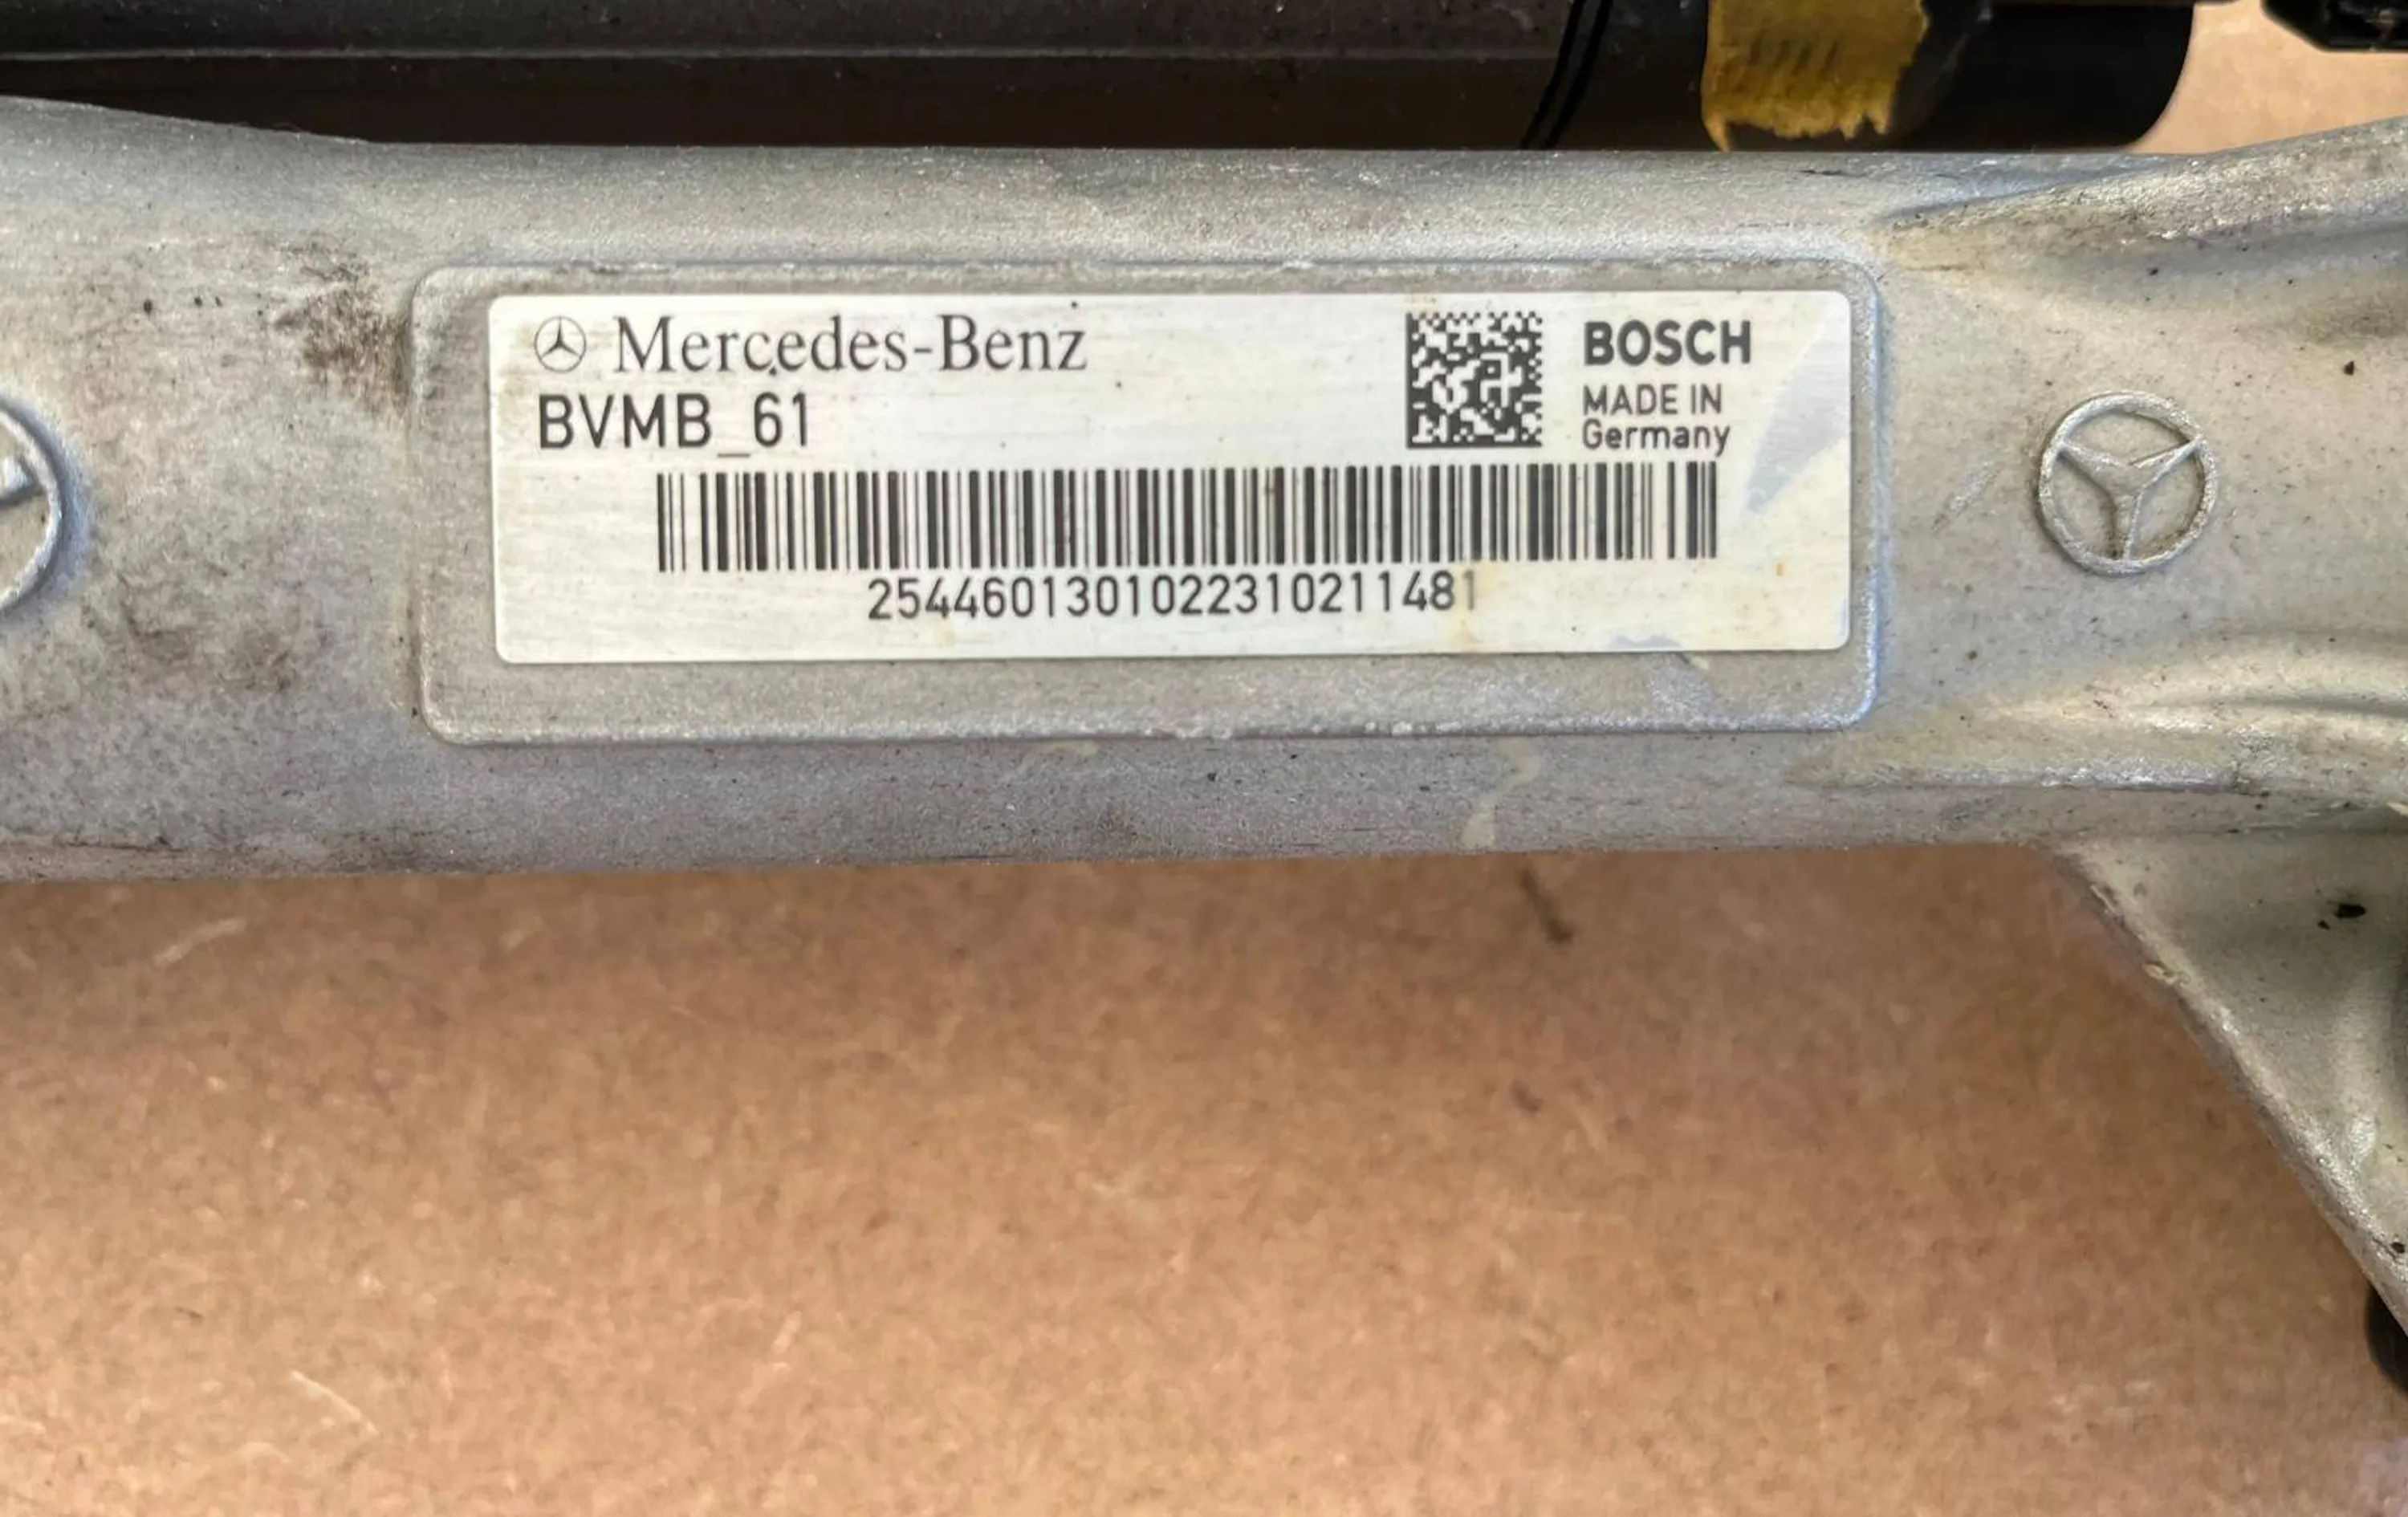 Mercedes-Benz
BVMB_61
BOSCH
MADE IN
Germany
2544601301022310211481